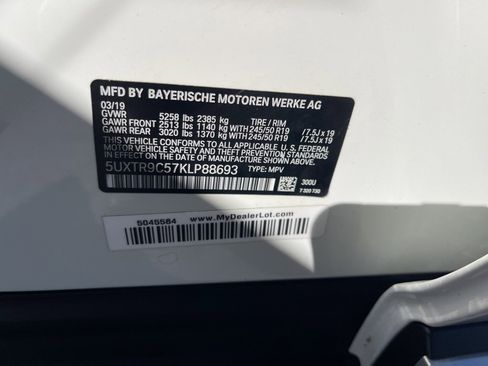 MFD BY BAYERISCHE MOTOREN WERKE AG
03/19
GVWR 5258 lbs 2385 kg TIRE / RIM
GAWR FRONT 2513 lbs 1140 kg WITH 245/50 R19 / 7.5J x 19
GAWR REAR 3020 lbs 1370 kg WITH 245/50 R19 / 7.5J x 19
THIS VEHICLE CONFORMS TO ALL APPLICABLE U.S. FEDERAL
MOTOR VEHICLE SAFETY, BUMPER, AND THEFT PREVENTION
STANDARDS IN EFFECT ON THE DATE OF MANUFACTURE SHOWN ABOVE.
5UXTR9C57KLP88693 TYPE: MPV
300U
5045584 www.MyDealerLot.com